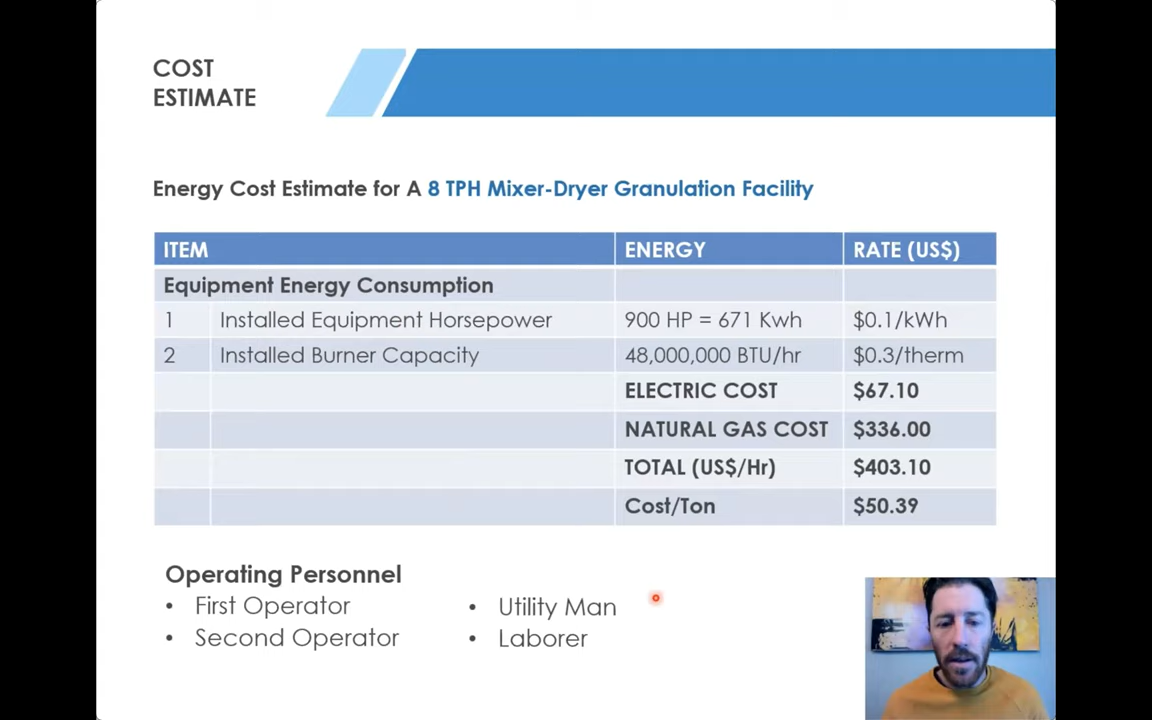 COST
ESTIMATE
Energy Cost Estimate for A 8 TPH Mixer-Dryer Granulation Facility
ITEM ENERGY RATE (US$)
Equipment Energy Consumption
1 Installed Equipment Horsepower 900 HP = 671 Kwh $0.1/kWh
2 Installed Burner Capacity 48,000,000 BTU/hr $0.3/therm
ELECTRIC COST $67.10
NATURAL GAS COST $336.00
TOTAL (US$/Hr) $403.10
Cost/Ton $50.39
Operating Personnel
• First Operator • Utility Man
• Second Operator • Laborer